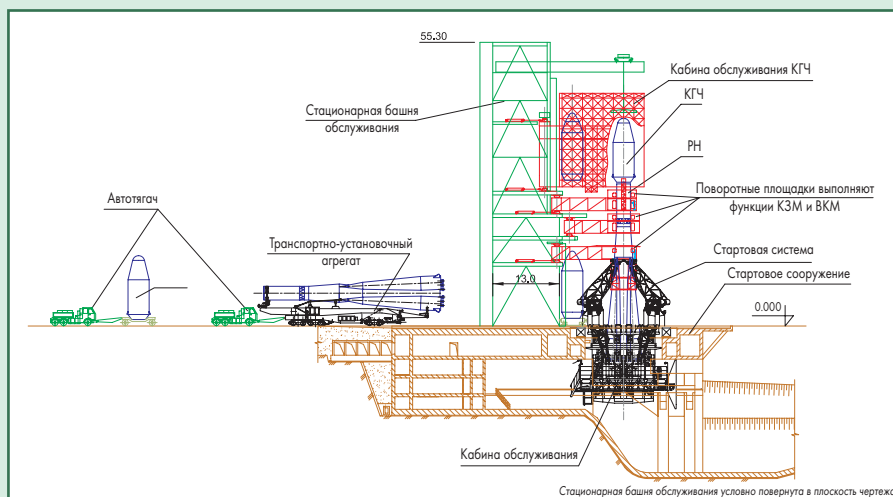 55.30
Кабина обслуживания КГЧ
КГЧ
Стационарная башня
обслуживания
РН
Поворотные площадки выполняют
функции КЗМ и ВКМ
Автотягач
Транспортно-установочный
агрегат
Стартовая система
Стартовое сооружение
13.0
0.000
Кабина обслуживания
Стационарная башня обслуживания условно повернута в плоскость чертежа